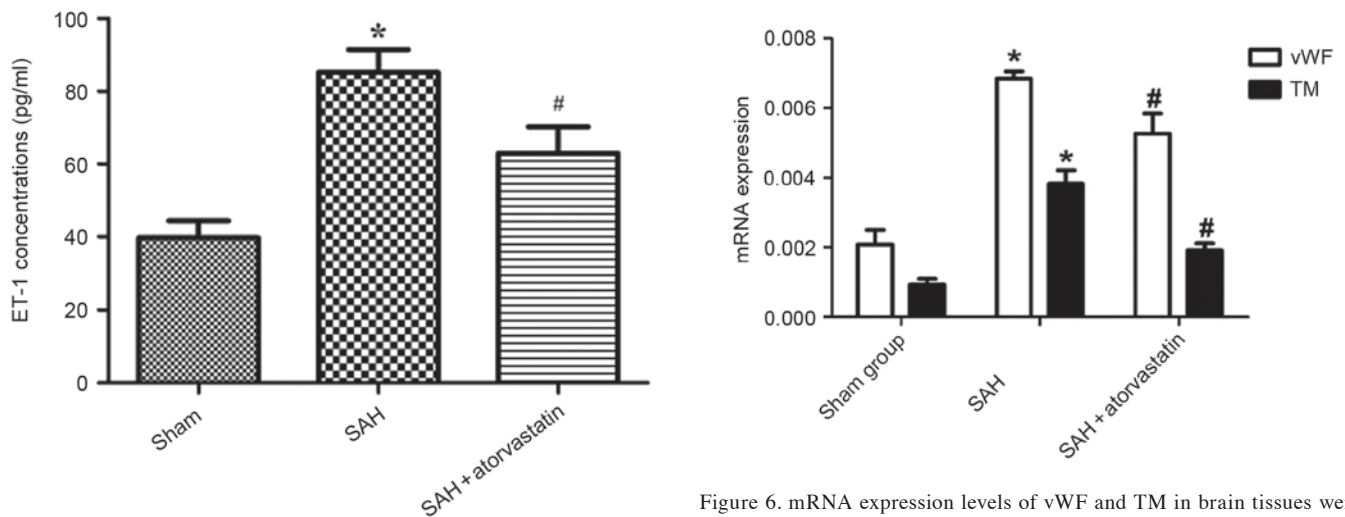 100
80
60
40
20
0
ET-1 concentrations (pg/ml)
*
#
Sham
SAH
SAH + atorvastatin
0.008
0.006
0.004
0.002
0.000
mRNA expression
*
*
#
#
vWF
TM
Sham group
SAH
SAH + atorvastatin
Figure 6. mRNA expression levels of vWF and TM in brain tissues we